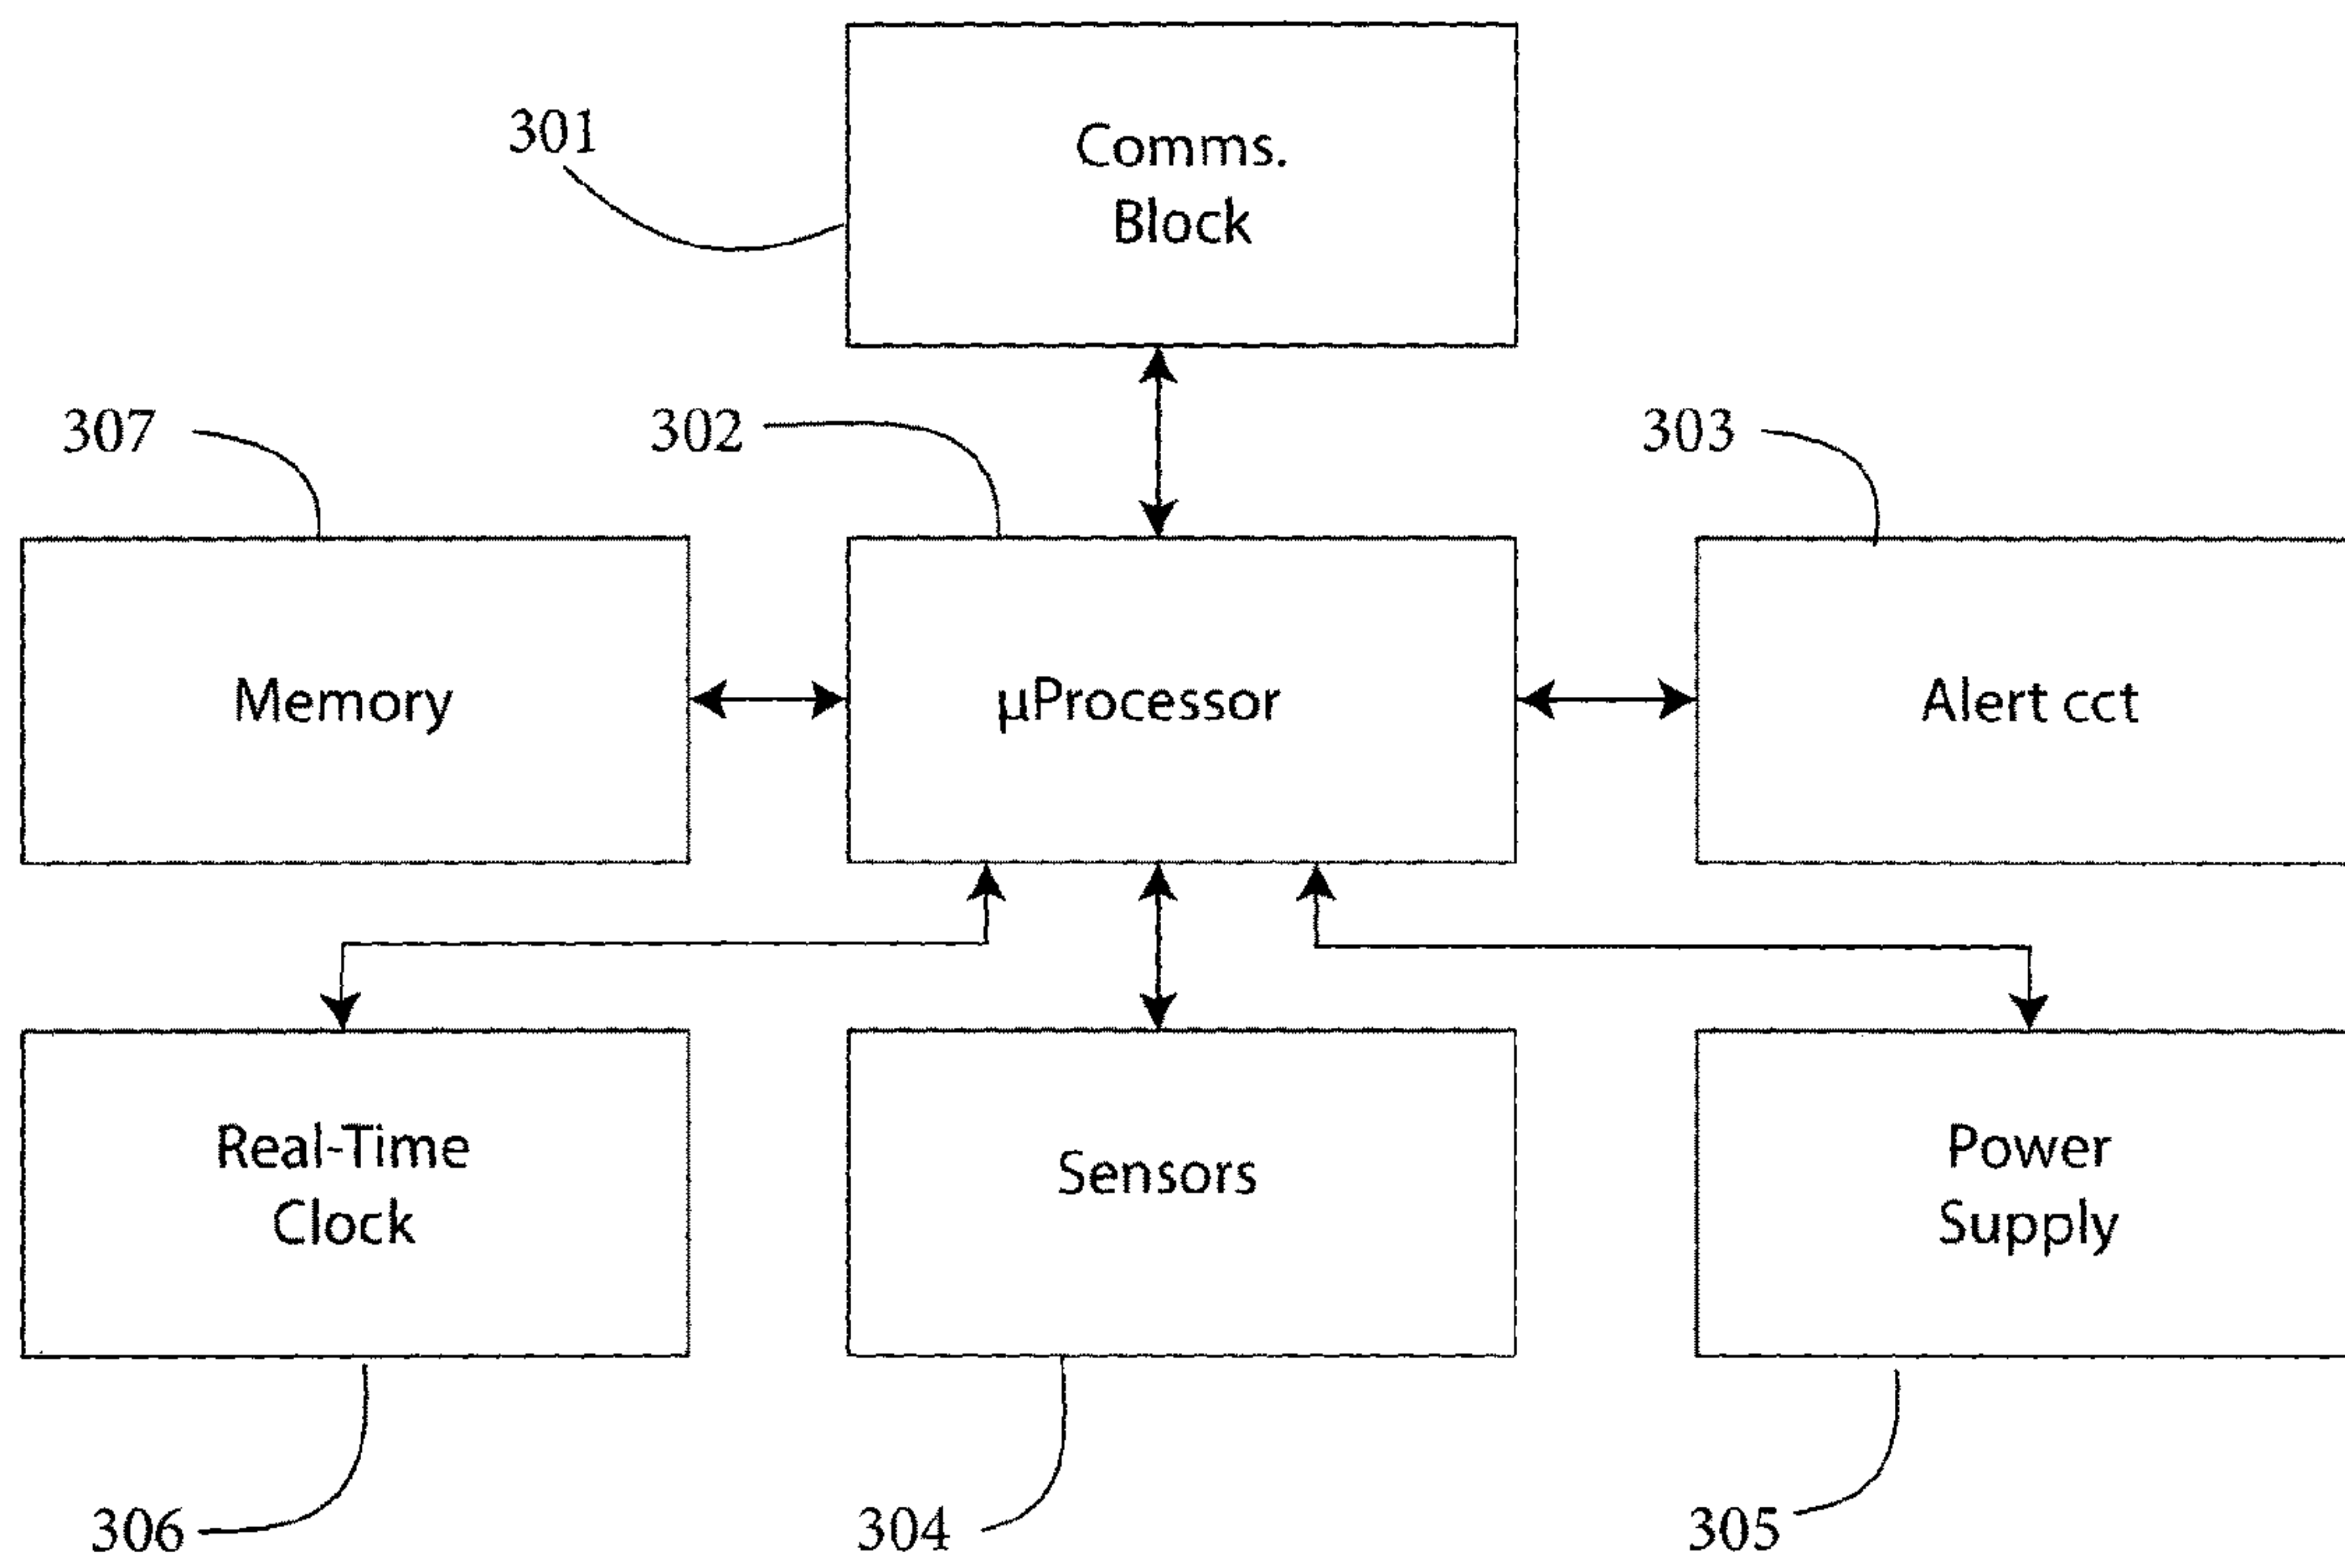 301
Comms.
Block
307
302
303
Memory
µProcessor
Alert cct
Real-Time
Clock
Sensors
Power
Supply
306
304
305